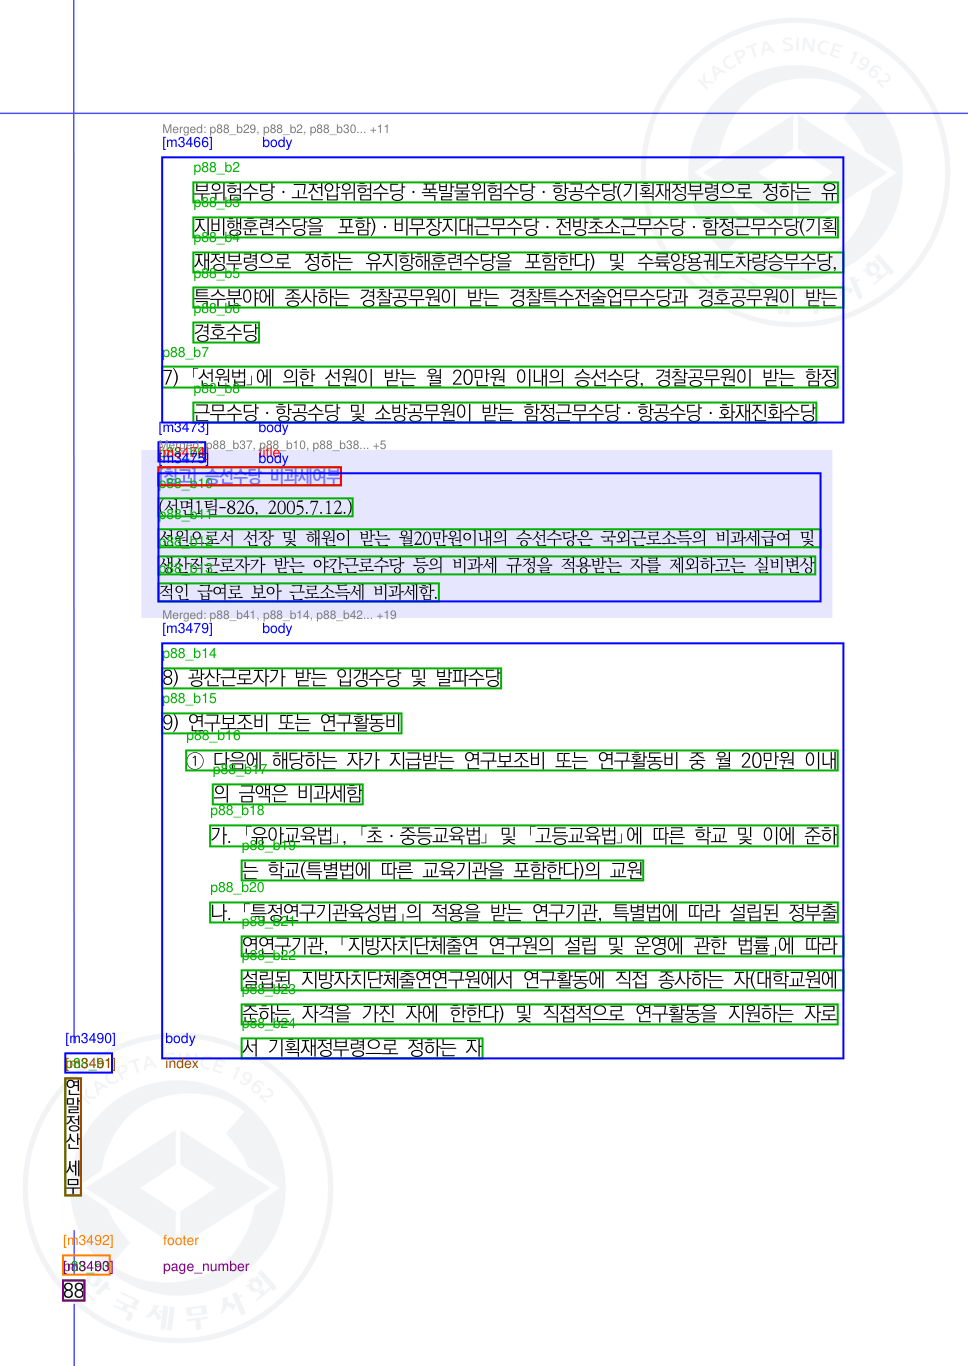 KACPTA SINCE 1962
Merged: p88_b29, p88_b2, p88_b30... +11
[m3466] body
p88_b2
부위험수당·고전압위험수당·폭발물위험수당·항공수당(기획재정부령으로 정하는 유
p88_b3
지비행훈련수당을 포함)·비무장지대근무수당·전방초소근무수당·함정근무수당(기획
p88_b4
재정부령으로 정하는 유지항해훈련수당을 포함한다) 및 수륙양용궤도차량승무수당,
p88_b5
특수분야에 종사하는 경찰공무원이 받는 경찰특수전술업무수당과 경호공무원이 받는
p88_b6
경호수당
p88_b7
7) 「선원법」에 의한 선원이 받는 월 20만원 이내의 승선수당, 경찰공무원이 받는 함정
p88_b8
근무수당·항공수당 및 소방공무원이 받는 함정근무수당·항공수당·화재진화수당
[m3473] body
Merged: p88_b37, p88_b10, p88_b38... +5
title
[m3475] body
승선수당 비과세여부
p88_b10
(서면1팀-826, 2005.7.12.)
p88_b11
선원으로서 선장 및 해원이 받는 월20만원이내의 승선수당은 국외근로소득의 비과세급여 및
p88_b12
생산직근로자가 받는 야간근로수당 등의 비과세 규정을 적용받는 자를 제외하고는 실비변상
p88_b13
적인 급여로 보아 근로소득세 비과세함.
Merged: p88_b41, p88_b14, p88_b42... +19
[m3479] body
p88_b14
8) 광산근로자가 받는 입갱수당 및 발파수당
p88_b15
9) 연구보조비 또는 연구활동비
p88_b16
① 다음에 해당하는 자가 지급받는 연구보조비 또는 연구활동비 중 월 20만원 이내
p88_b17
의 금액은 비과세함
p88_b18
가. 「유아교육법」, 「초·중등교육법」 및 「고등교육법」에 따른 학교 및 이에 준하
p88_b19
는 학교(특별법에 따른 교육기관을 포함한다)의 교원
p88_b20
나. 「특정연구기관육성법」의 적용을 받는 연구기관, 특별법에 따라 설립된 정부출
p88_b21
연연구기관, 「지방자치단체출연 연구원의 설립 및 운영에 관한 법률」에 따라
p88_b22
설립된 지방자치단체출연연구원에서 연구활동에 직접 종사하는 자(대학교원에
p88_b23
준하는 자격을 가진 자에 한한다) 및 직접적으로 연구활동을 지원하는 자로
p88_b24
서 기획재정부령으로 정하는 자
[m3490] body
[m3491] index
연말정산 세무
[m3492] footer
[m3493] page_number
88
한국세무사회